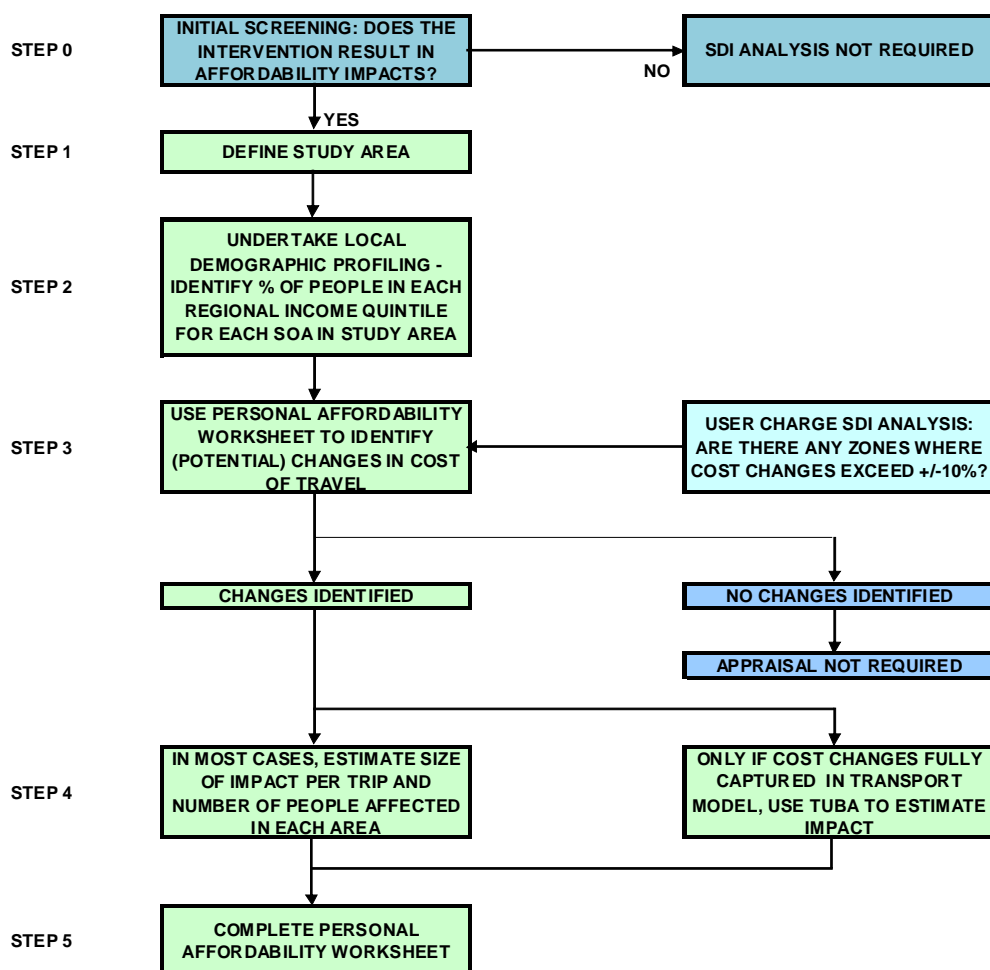 STEP 0
INITIAL SCREENING: DOES THE
INTERVENTION RESULT IN
AFFORDABILITY IMPACTS?
NO
SDI ANALYSIS NOT REQUIRED
YES
STEP 1
DEFINE STUDY AREA
STEP 2
UNDERTAKE LOCAL
DEMOGRAPHIC PROFILING -
IDENTIFY % OF PEOPLE IN EACH
REGIONAL INCOME QUINTILE
FOR EACH SOA IN STUDY AREA
STEP 3
USE PERSONAL AFFORDABILITY
WORKSHEET TO IDENTIFY
(POTENTIAL) CHANGES IN COST
OF TRAVEL
USER CHARGE SDI ANALYSIS:
ARE THERE ANY ZONES WHERE
COST CHANGES EXCEED +/-10%?
CHANGES IDENTIFIED
NO CHANGES IDENTIFIED
APPRAISAL NOT REQUIRED
STEP 4
IN MOST CASES, ESTIMATE SIZE
OF IMPACT PER TRIP AND
NUMBER OF PEOPLE AFFECTED
IN EACH AREA
ONLY IF COST CHANGES FULLY
CAPTURED IN TRANSPORT
MODEL, USE TUBA TO ESTIMATE
IMPACT
STEP 5
COMPLETE PERSONAL
AFFORDABILITY WORKSHEET